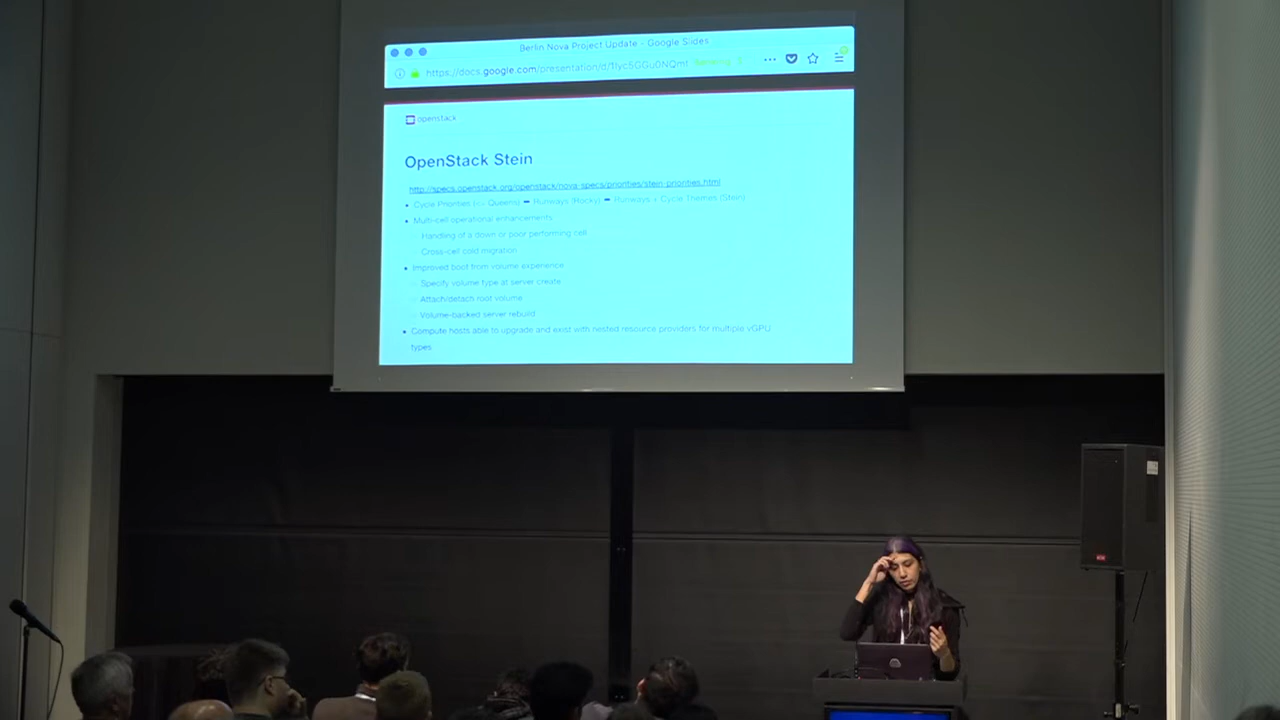 Berlin Nova Project Update - Google Slides
https://docs.google.com/presentation/d/
openstack
OpenStack Stein
http://specs.openstack.org/openstack/nova-specs/priorities/stein-priorities.html
Cycle Priorities (<= Queens) ➡ Runways (Rocky) ➡ Runways + Cycle Themes (Stein)
Multi-cell operational enhancements
Handling of a down or poor performing cell
Cross-cell cold migration
Improved boot from volume experience
Specify volume type at server create
Attach/detach root volume
Volume-backed server rebuild
Compute hosts able to upgrade and exist with nested resource providers for multiple vGPU
types